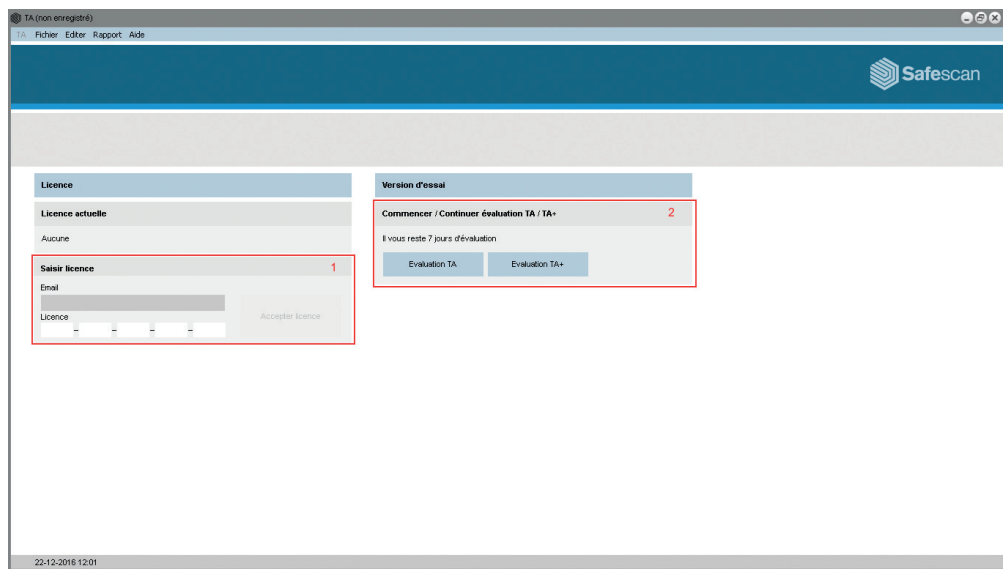 TA (non enregistré)
TA Fichier Editer Rapport Aide
Safescan
Licence
Licence actuelle
Aucune
Saisir licence 1
Email
Licence
Accepter licence
- - - -
Version d'essai
Commencer / Continuer évaluation TA / TA+ 2
Il vous reste 7 jours d'évaluation
Evaluation TA Evaluation TA+
22-12-2016 12:01